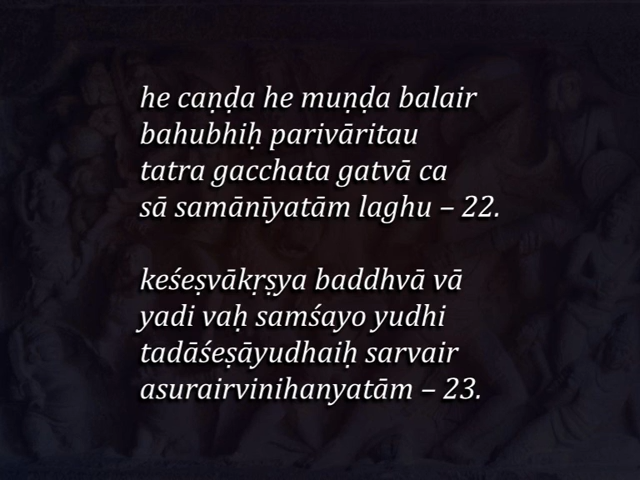 he caṇḍa he muṇḍa balair
bahubhiḥ parivāritau
tatra gacchata gatvā ca
sā samānīyatām laghu – 22.
keśeṣvākṛṣya baddhvā vā
yadi vaḥ samśayo yudhi
tadāśeṣāyudhaiḥ sarvair
asurairvinihanyatām – 23.